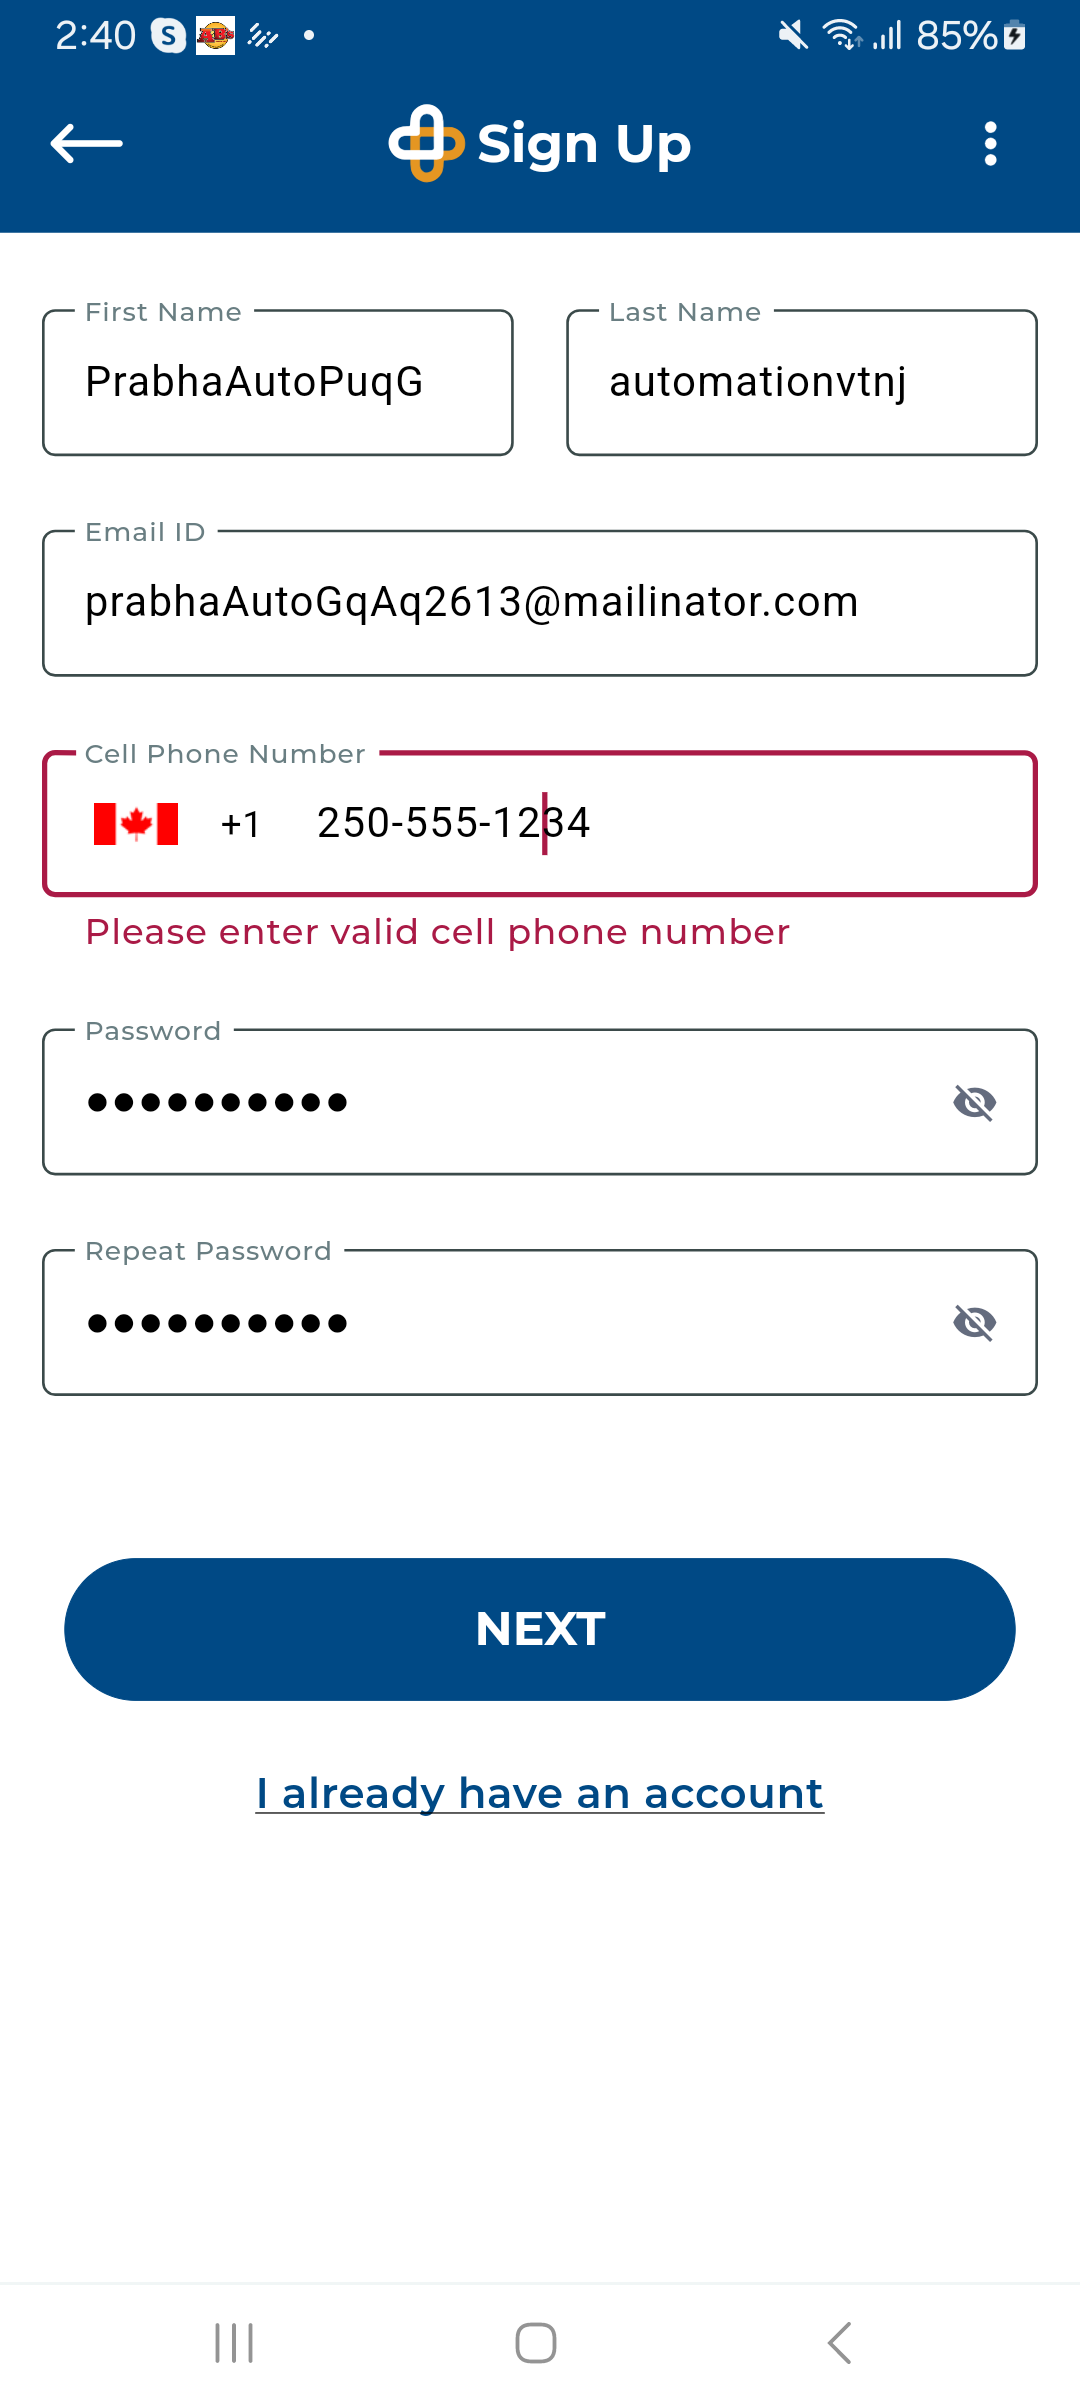 2:40 S 85%
Sign Up
First Name Last Name
PrabhaAutoPuqG automationvtnj
Email ID
prabhaAutoGqAq2613@mailinator.com
Cell Phone Number
+1 250-555-1234
Please enter valid cell phone number
Password
Repeat Password
NEXT
I already have an account